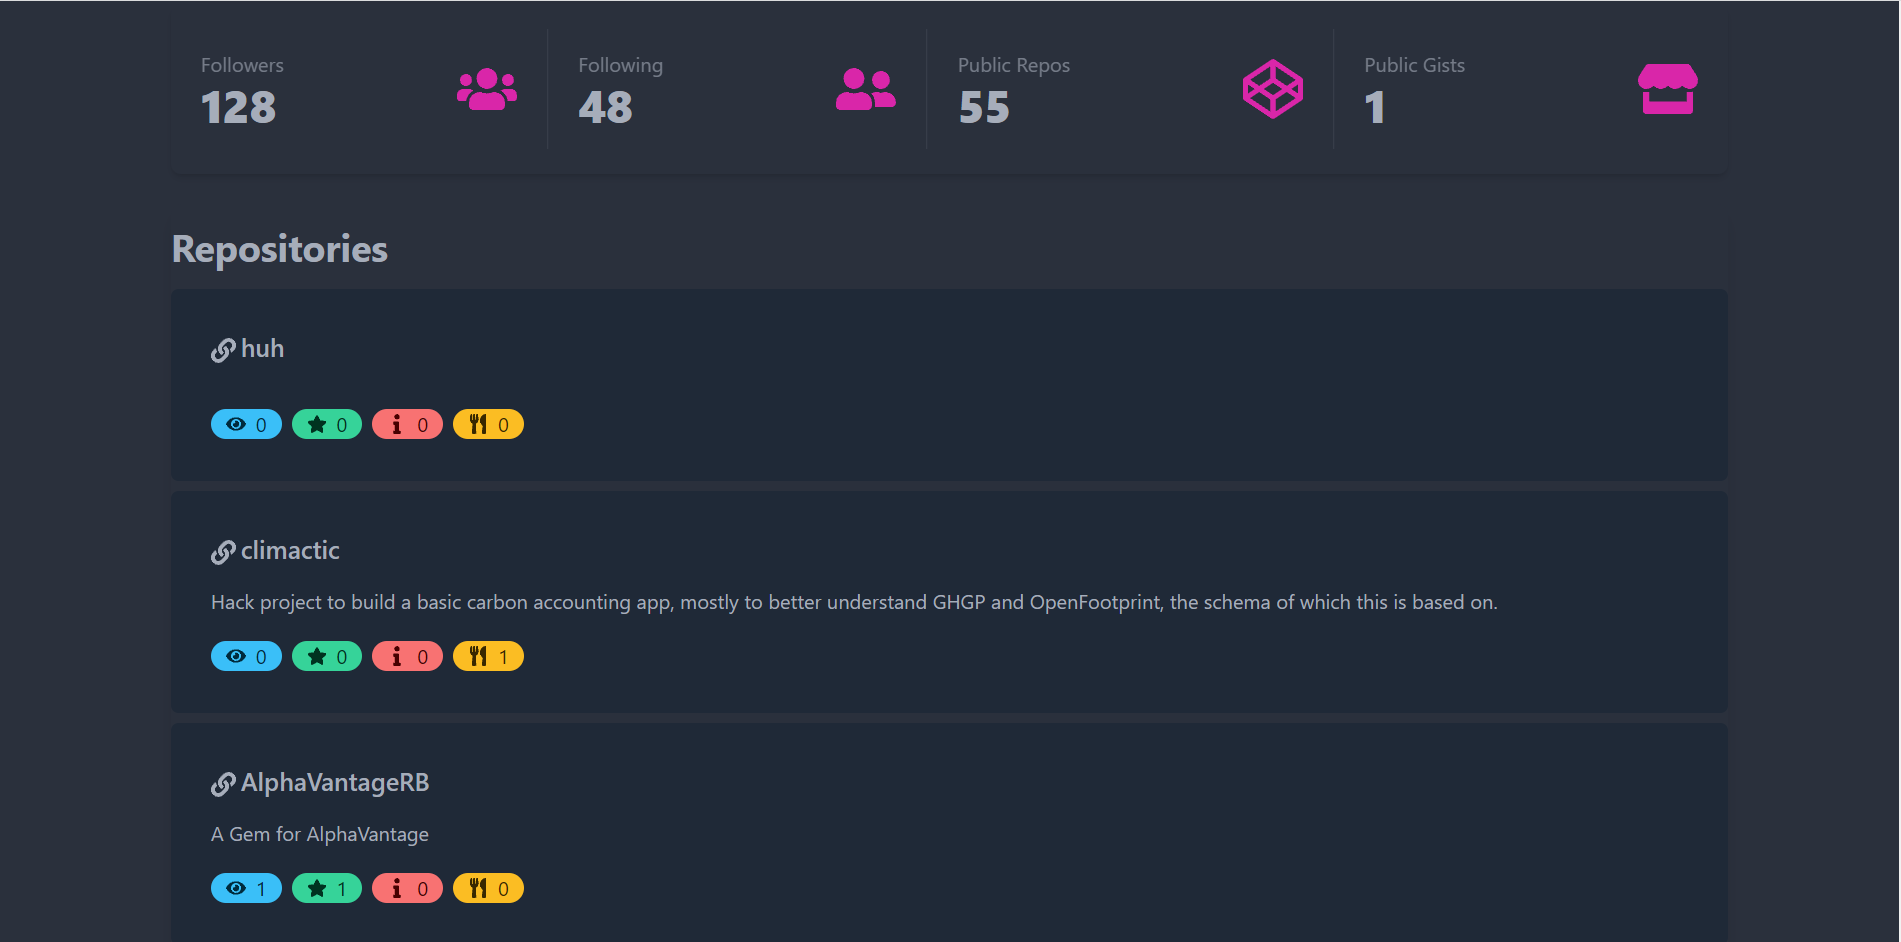 Followers
128
Following
48
Public Repos
55
Public Gists
1
Repositories
huh
0 0 0 0
climactic
Hack project to build a basic carbon accounting app, mostly to better understand GHGP and OpenFootprint, the schema of which this is based on.
0 0 0 1
AlphaVantageRB
A Gem for AlphaVantage
1 1 0 0